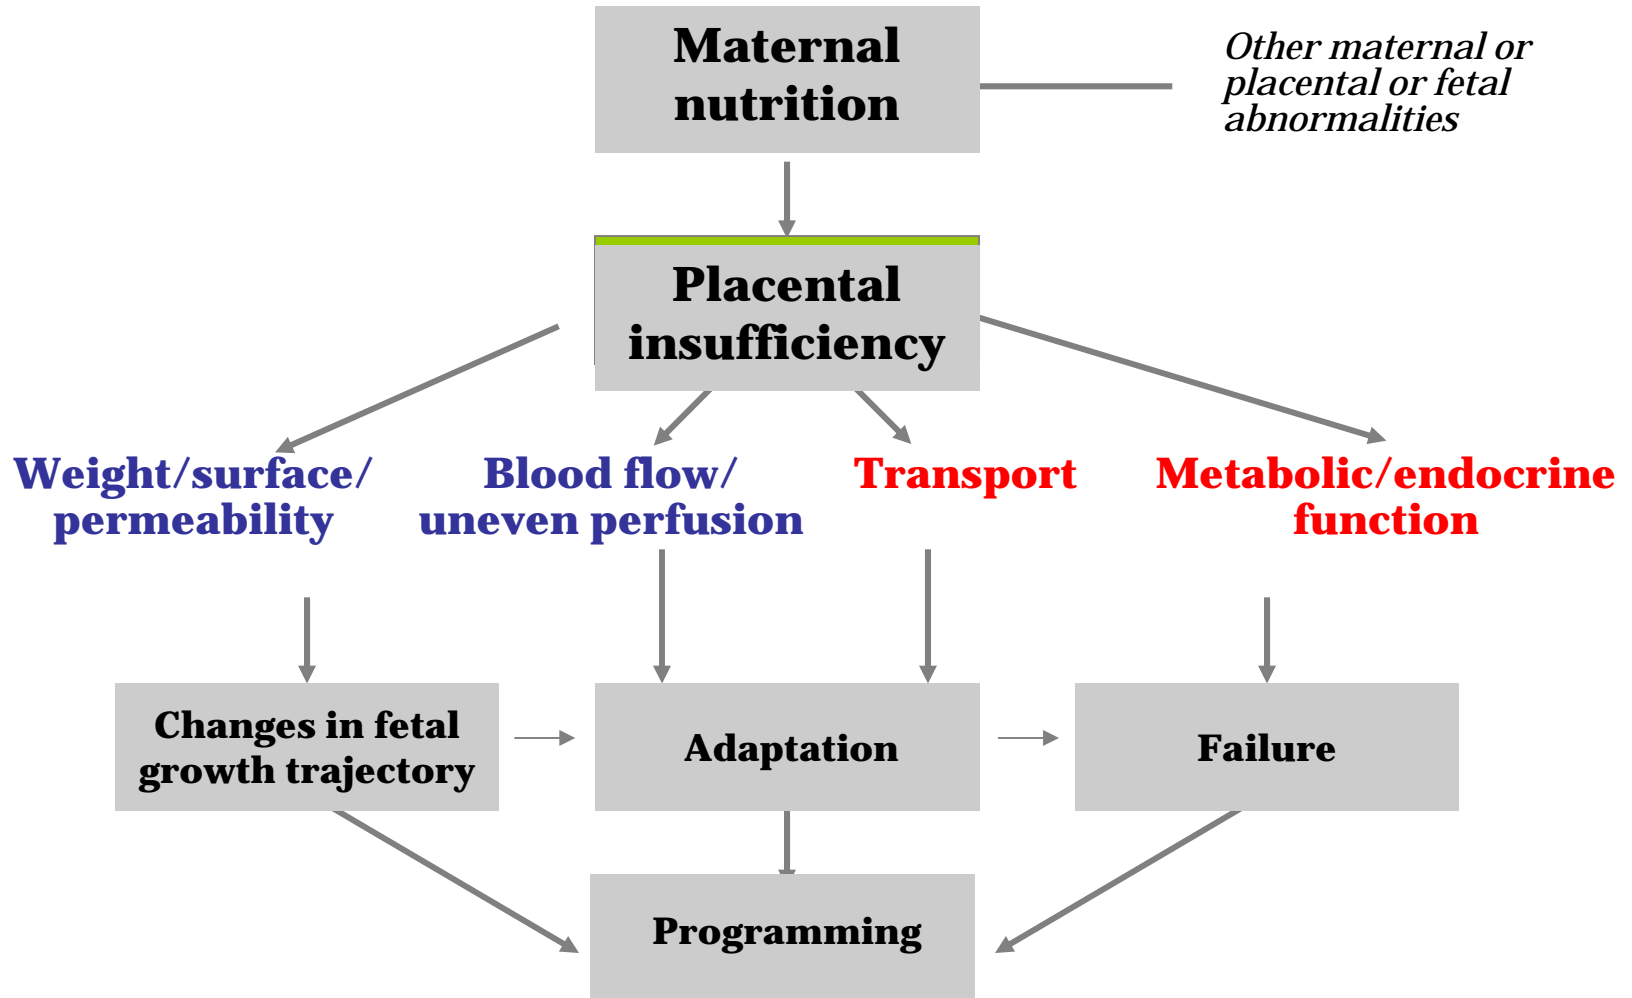 Maternal
nutrition
Other maternal or
placental or fetal
abnormalities
Placental
insufficiency
Weight/surface/
permeability
Blood flow/
uneven perfusion
Transport
Metabolic/endocrine
function
Changes in fetal
growth trajectory
Adaptation
Failure
Programming